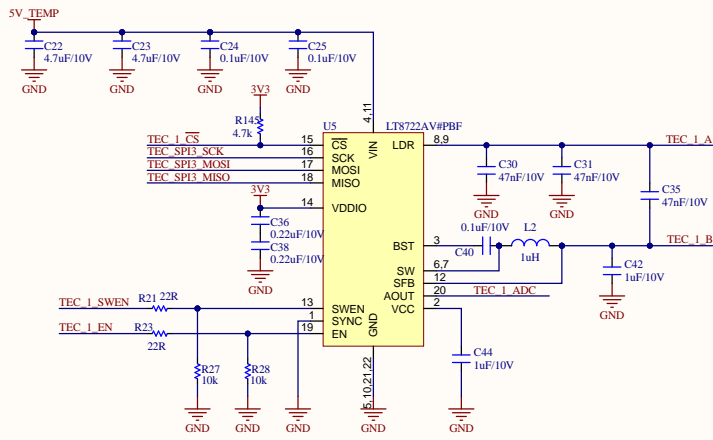 5V_TEMP
C22
4.7uF/10V
C23
4.7uF/10V
C24
0.1uF/10V
C25
0.1uF/10V
GND
GND
GND
GND
3V3
R145
4.7k
4,11
U5
LT8722AV#PBF
TEC_1_CS
15
CS
VIN
LDR
8,9
TEC_1_A
TEC_SPI3_SCK
16
SCK
TEC_SPI3_MOSI
17
MOSI
TEC_SPI3_MISO
18
MISO
C30
47nF/10V
C31
47nF/10V
GND
GND
3V3
14
VDDIO
C35
47nF/10V
C36
0.22uF/10V
C38
0.22uF/10V
GND
0.1uF/10V
C40
L2
1uH
BST
3
TEC_1_B
SW
6,7
SFB
12
AOUT
20
TEC_1_ADC
VCC
2
C42
1uF/10V
GND
TEC_1_SWEN
R21
22R
13
SWEN
1
SYNC
TEC_1_EN
R23
22R
19
EN
GND
R27
10k
R28
10k
C44
1uF/10V
5,10,21,22
GND
GND
GND
GND
GND